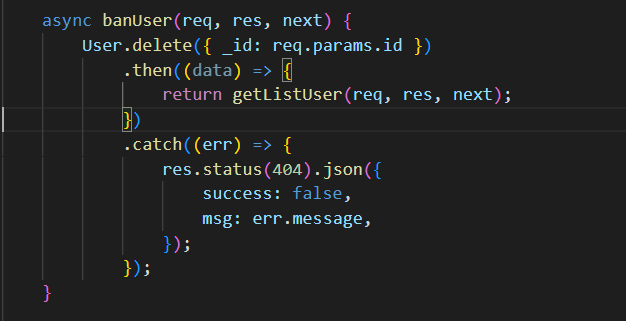 async banUser(req, res, next) {
User.delete({ _id: req.params.id })
.then((data) => {
return getListUser(req, res, next);
})
.catch((err) => {
res.status(404).json({
success: false,
msg: err.message,
});
});
}